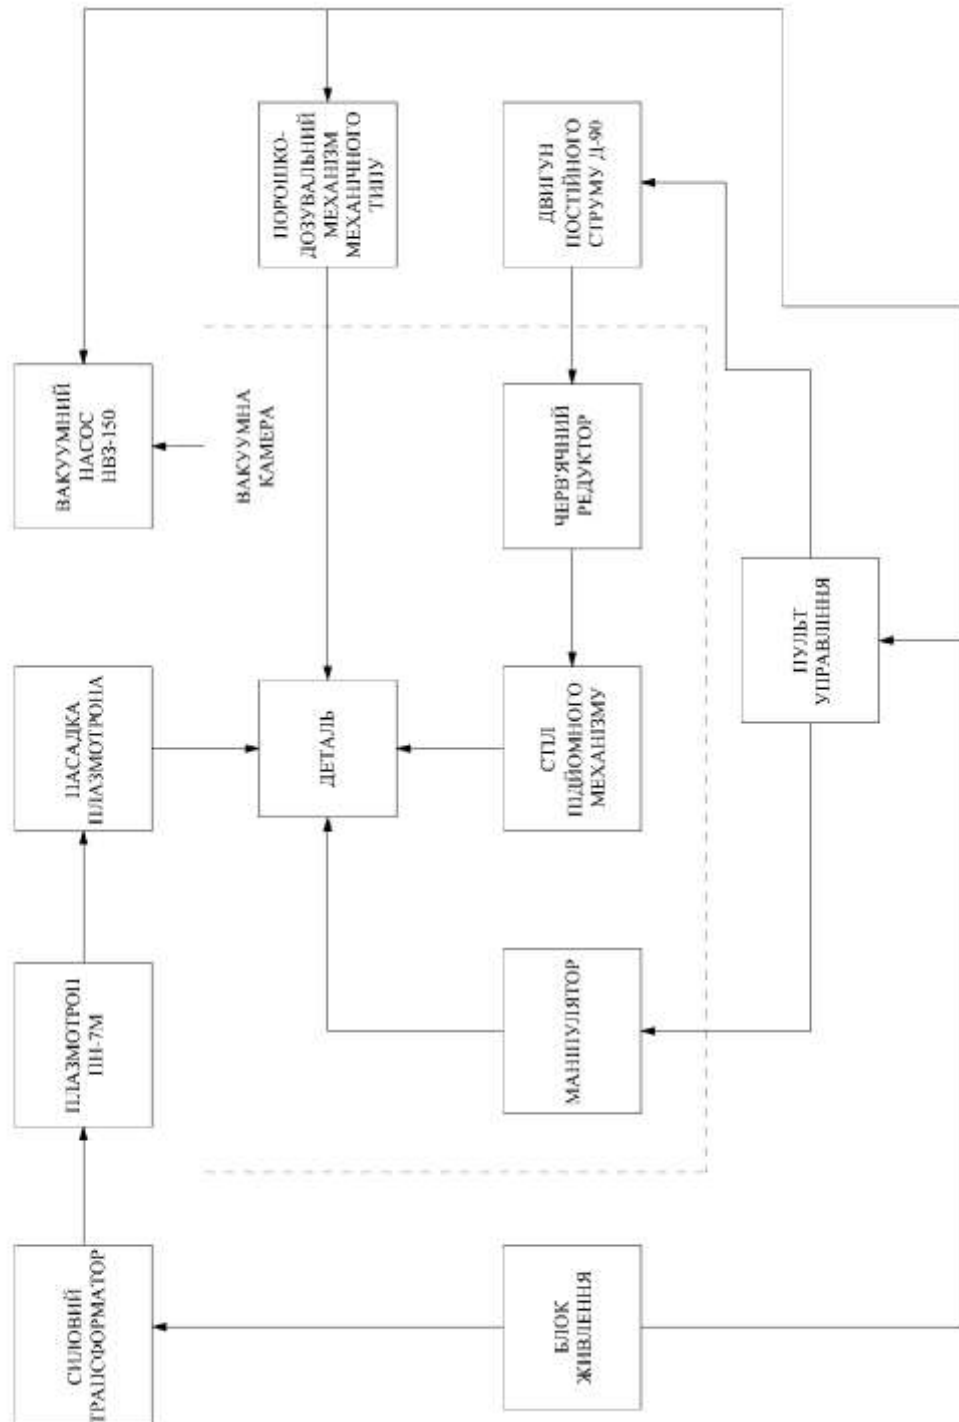 СИЛОВИЙ
ТРАНСФОРМАТОР
ПЛАЗМОТРОН
ПН-7М
НАСАДКА
ПЛАЗМОТРОНА
ВАКУУМНИЙ
НАСОС
НВЗ-150
ВАКУУМНА
КАМЕРА
ДЕТАЛЬ
ПОРОШКО-
ДОЗУВАЛЬНИЙ
МЕХАНІЗМ
МЕХАНІЧНОГО
ТИПУ
БЛОК
ЖИВЛЕННЯ
МАНІПУЛЯТОР
СТІЛ
ПІДЙОМНОГО
МЕХАНІЗМУ
ЧЕРВ'ЯЧНИЙ
РЕДУКТОР
ДВИГУН
ПОСТІЙНОГО
СТРУМУ Д-90
ПУЛЬТ
УПРАВЛІННЯ